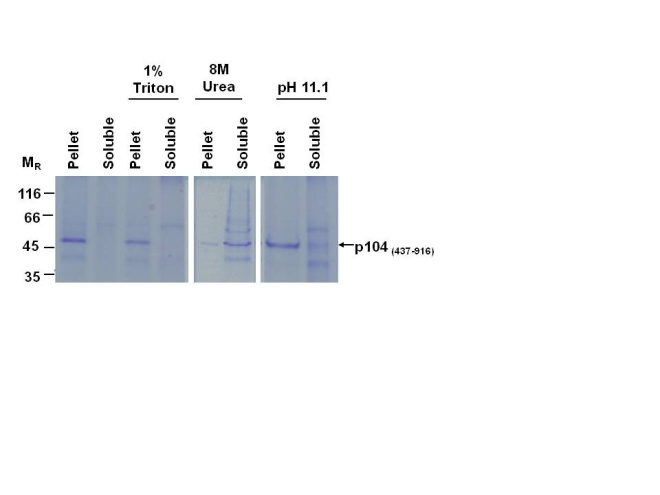 1%
Triton
8M
Urea
pH 11.1
Pellet
Soluble
Pellet
Soluble
Pellet
Soluble
Pellet
Soluble
MR
116
66
45
35
p104 (437-916)